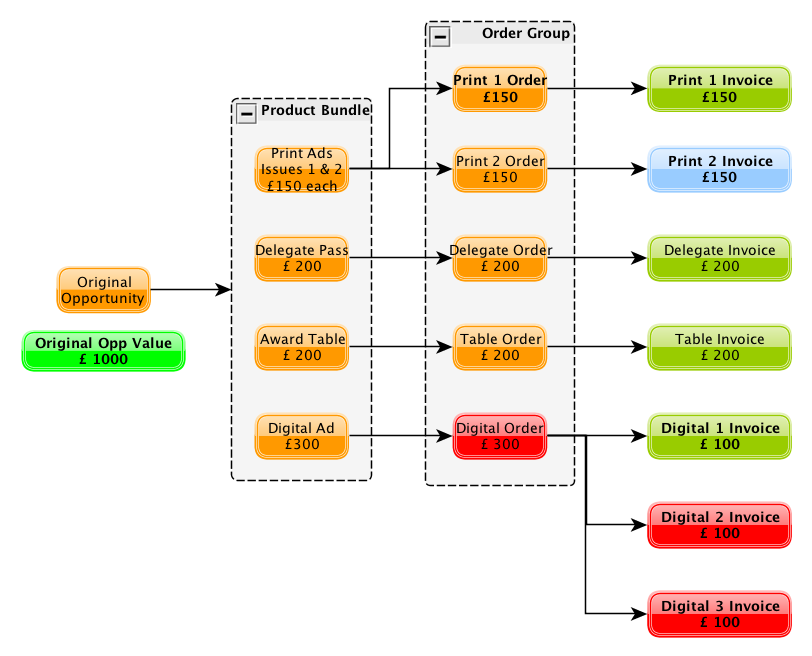 Order Group
Print 1 Order
£150
Print 1 Invoice
£150
Product Bundle
Print Ads
Issues 1 & 2
£150 each
Print 2 Order
£150
Print 2 Invoice
£150
Delegate Pass
£ 200
Delegate Order
£ 200
Delegate Invoice
£ 200
Original
Opportunity
Original Opp Value
£ 1000
Award Table
£ 200
Table Order
£ 200
Table Invoice
£ 200
Digital Ad
£300
Digital Order
£ 300
Digital 1 Invoice
£ 100
Digital 2 Invoice
£ 100
Digital 3 Invoice
£ 100